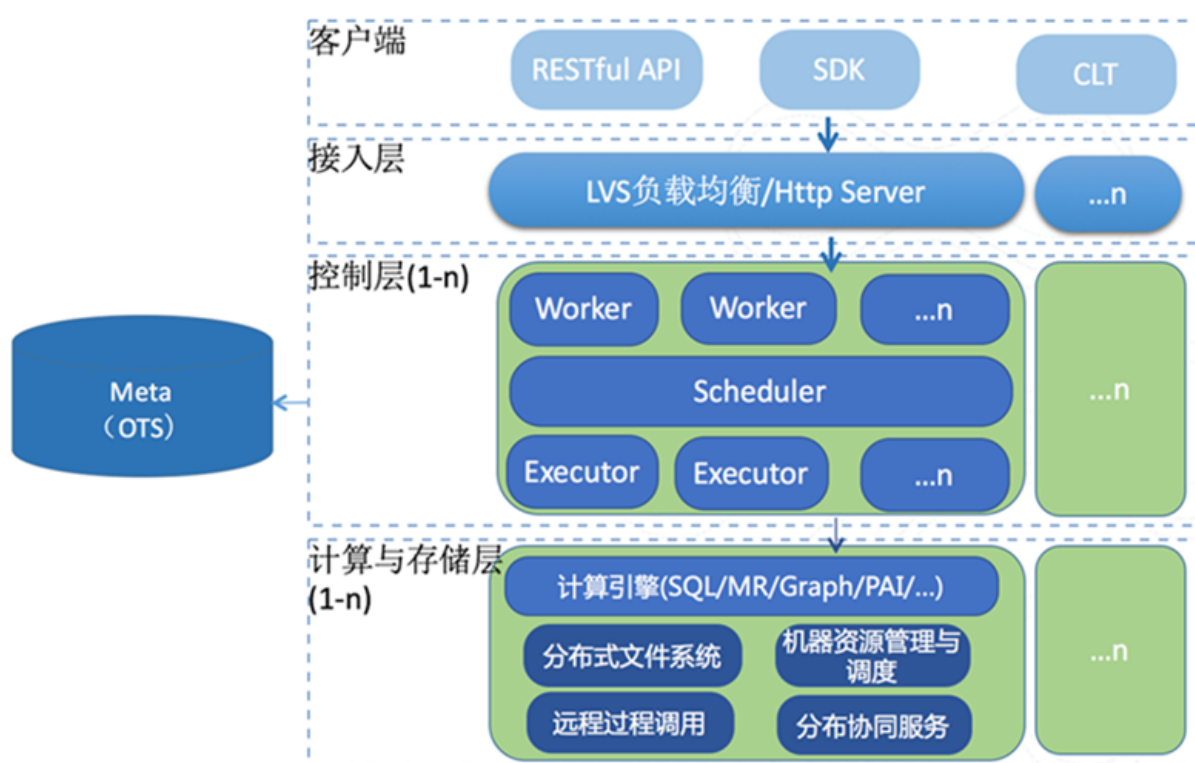 客户端
RESTful API
SDK
CLT
接入层
LVS负载均衡/Http Server
...n
控制层(1-n)
Worker
Worker
...n
Scheduler
...n
Meta
（OTS）
Executor
Executor
...n
计算与存储层
(1-n)
计算引擎(SQL/MR/Graph/PAI/...)
分布式文件系统
机器资源管理与
调度
...n
远程过程调用
分布协同服务